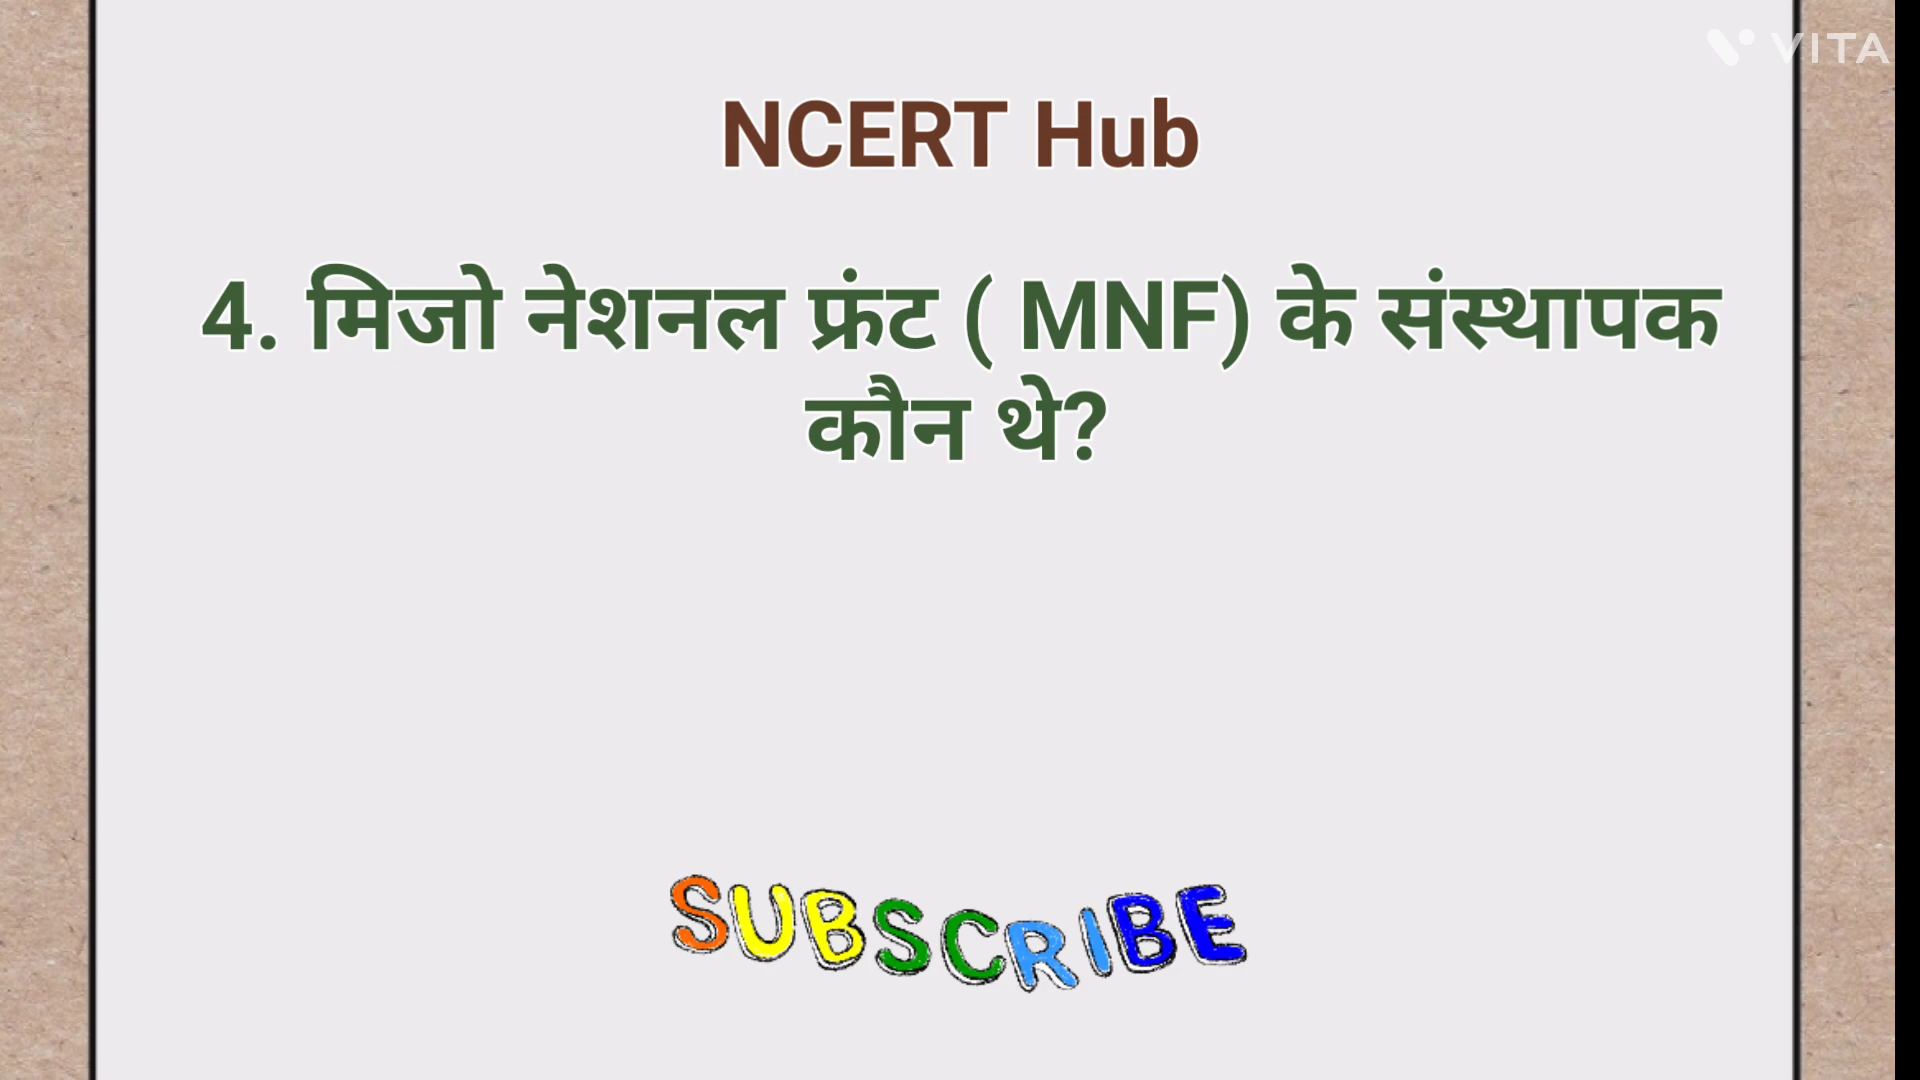 VITA
NCERT Hub
4. मिजो नेशनल फ्रंट ( MNF) के संस्थापक
कौन थे?
SUBSCRIBE